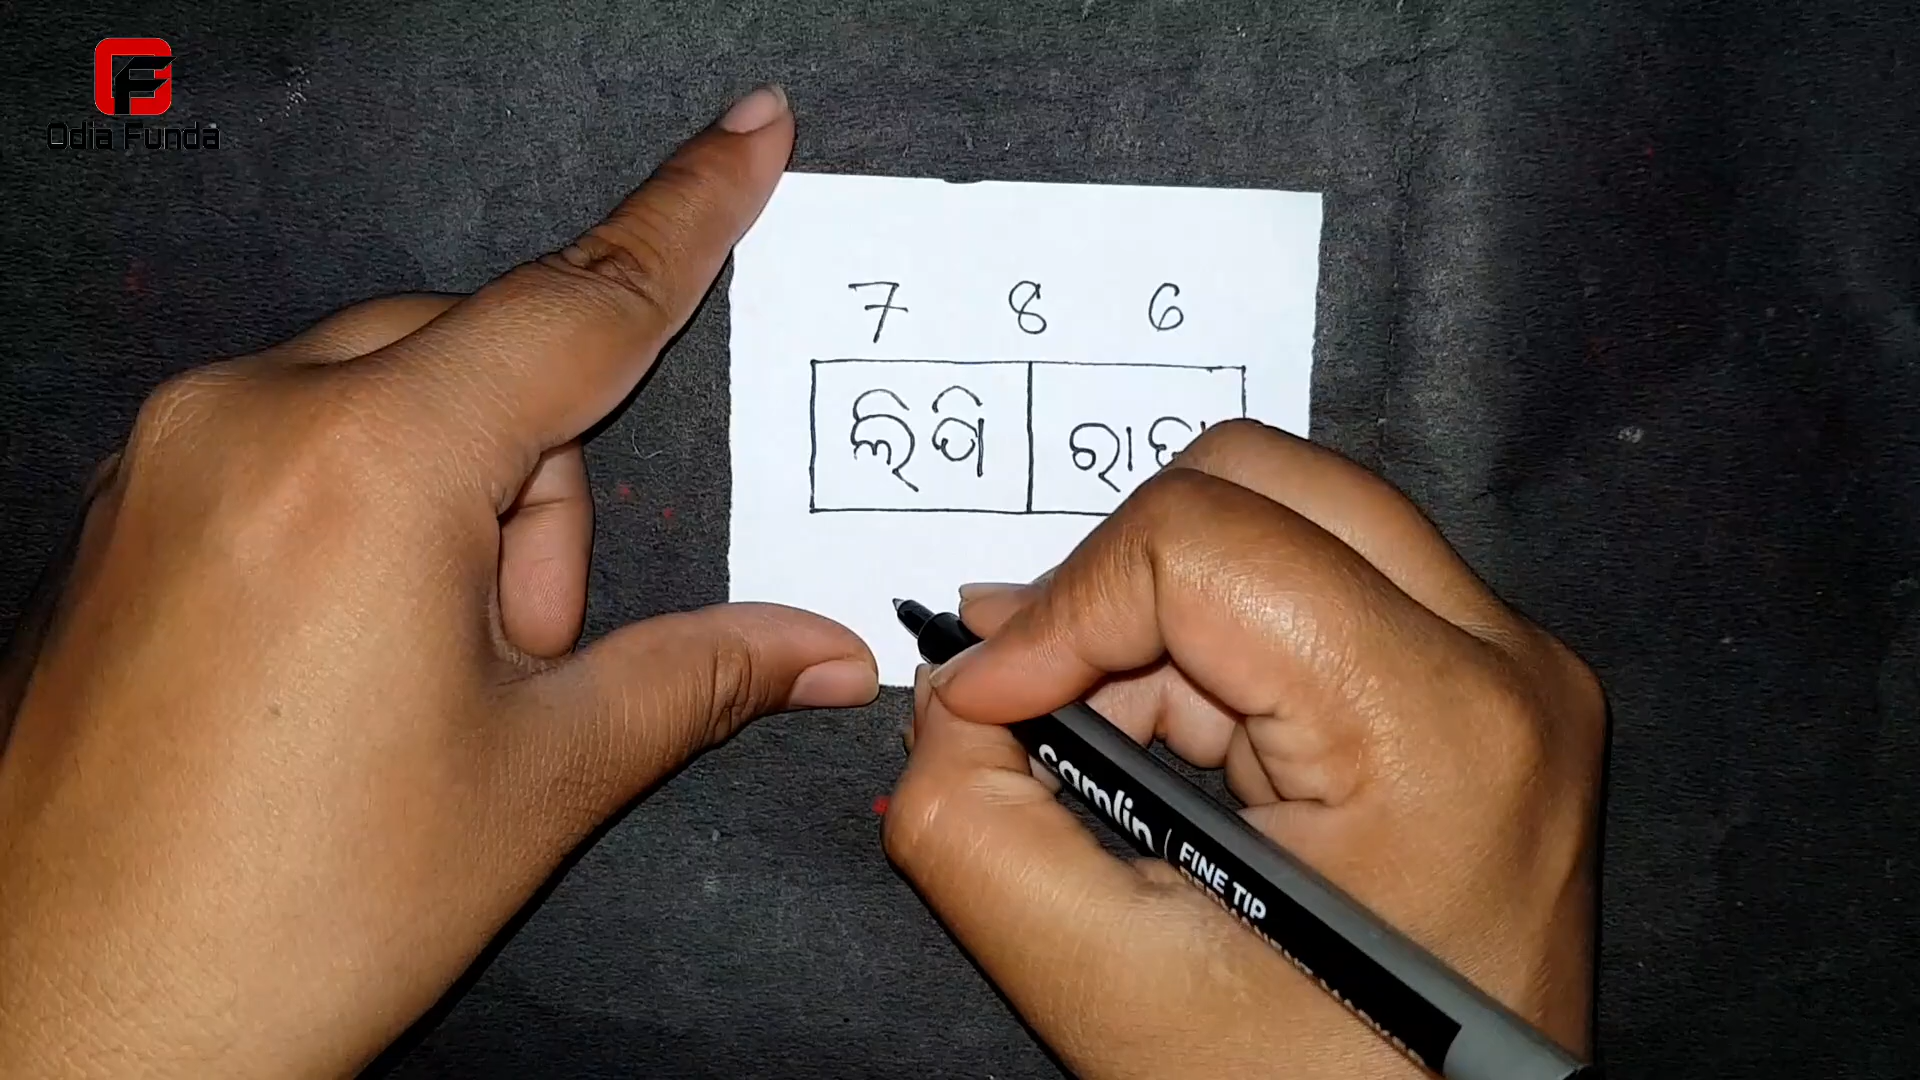 Odia Funda
7 8 6
ଲିପି
camlin
FINE TIP